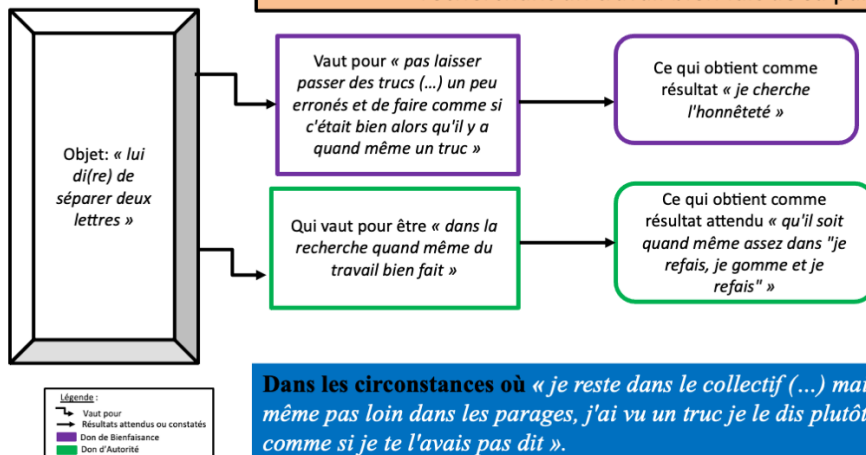 Objet: « lui
di(re) de
séparer deux
lettres »
Vaut pour « pas laisser
passer des trucs (...) un peu
erronés et de faire comme si
c'était bien alors qu'il y a
quand même un truc »
Ce qui obtient comme
résultat « je cherche
l'honnêteté »
Qui vaut pour être « dans la
recherche quand même du
travail bien fait »
Ce qui obtient comme
résultat attendu « qu'il soit
quand même assez dans "je
refais, je gomme et je
refais" »
Dans les circonstances où « je reste dans le collectif (...)
même pas loin dans les parages, j'ai vu un truc je le dis plutôt
comme si je te l'avais pas dit ».
Légende :
Vaut pour
Résultats attendus ou constatés
Don de Bienfaisance
Don d'Autorité